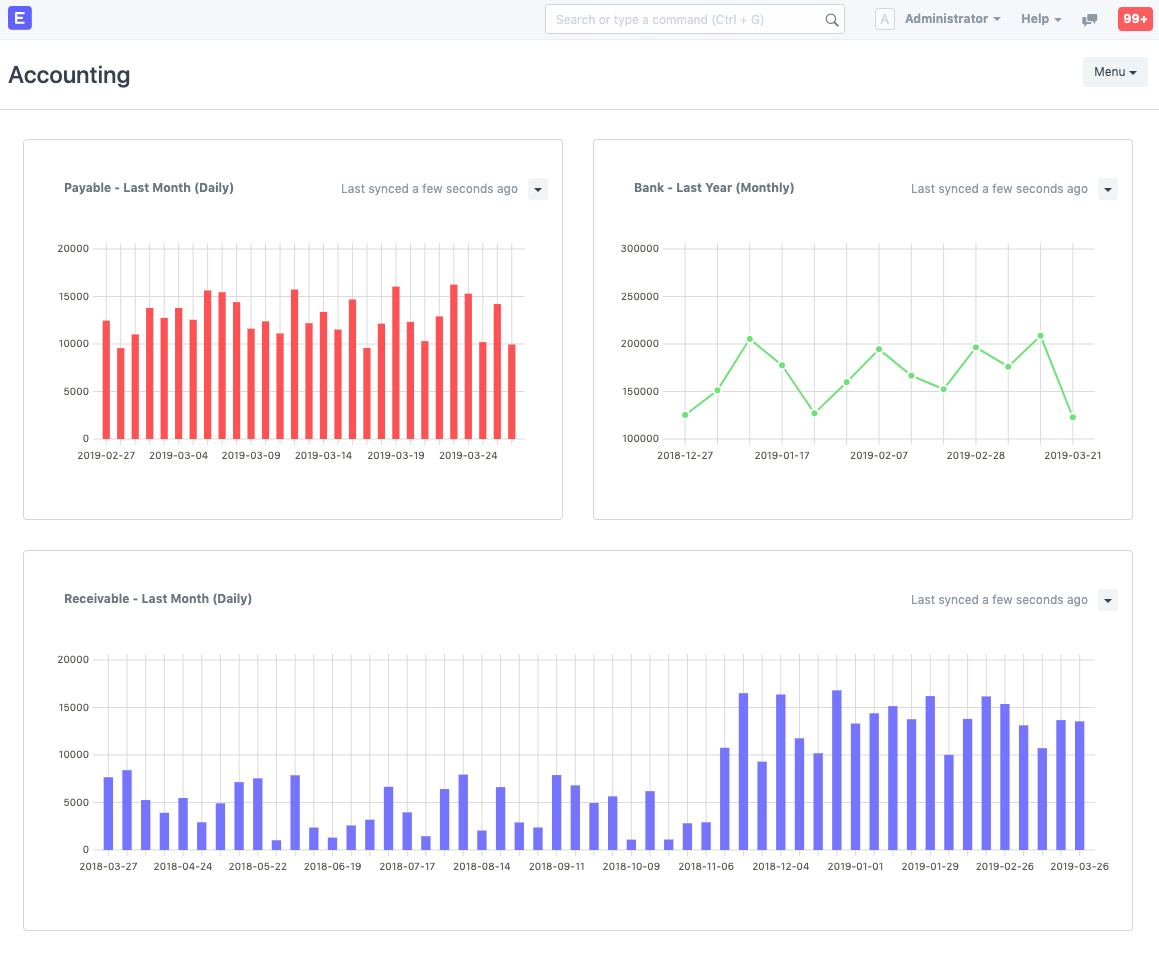 E
Search or type a command (Ctrl + G)
A
Administrator
Help
99+
Accounting
Menu
Payable - Last Month (Daily)
Last synced a few seconds ago
20000
15000
10000
5000
0
2019-02-27 2019-03-04 2019-03-09 2019-03-14 2019-03-19 2019-03-24
Bank - Last Year (Monthly)
Last synced a few seconds ago
300000
250000
200000
150000
100000
2018-12-27 2019-01-17 2019-02-07 2019-02-28 2019-03-21
Receivable - Last Month (Daily)
Last synced a few seconds ago
20000
15000
10000
5000
0
2018-03-27 2018-04-24 2018-05-22 2018-06-19 2018-07-17 2018-08-14 2018-09-11 2018-10-09 2018-11-06 2018-12-04 2019-01-01 2019-01-29 2019-02-26 2019-03-26